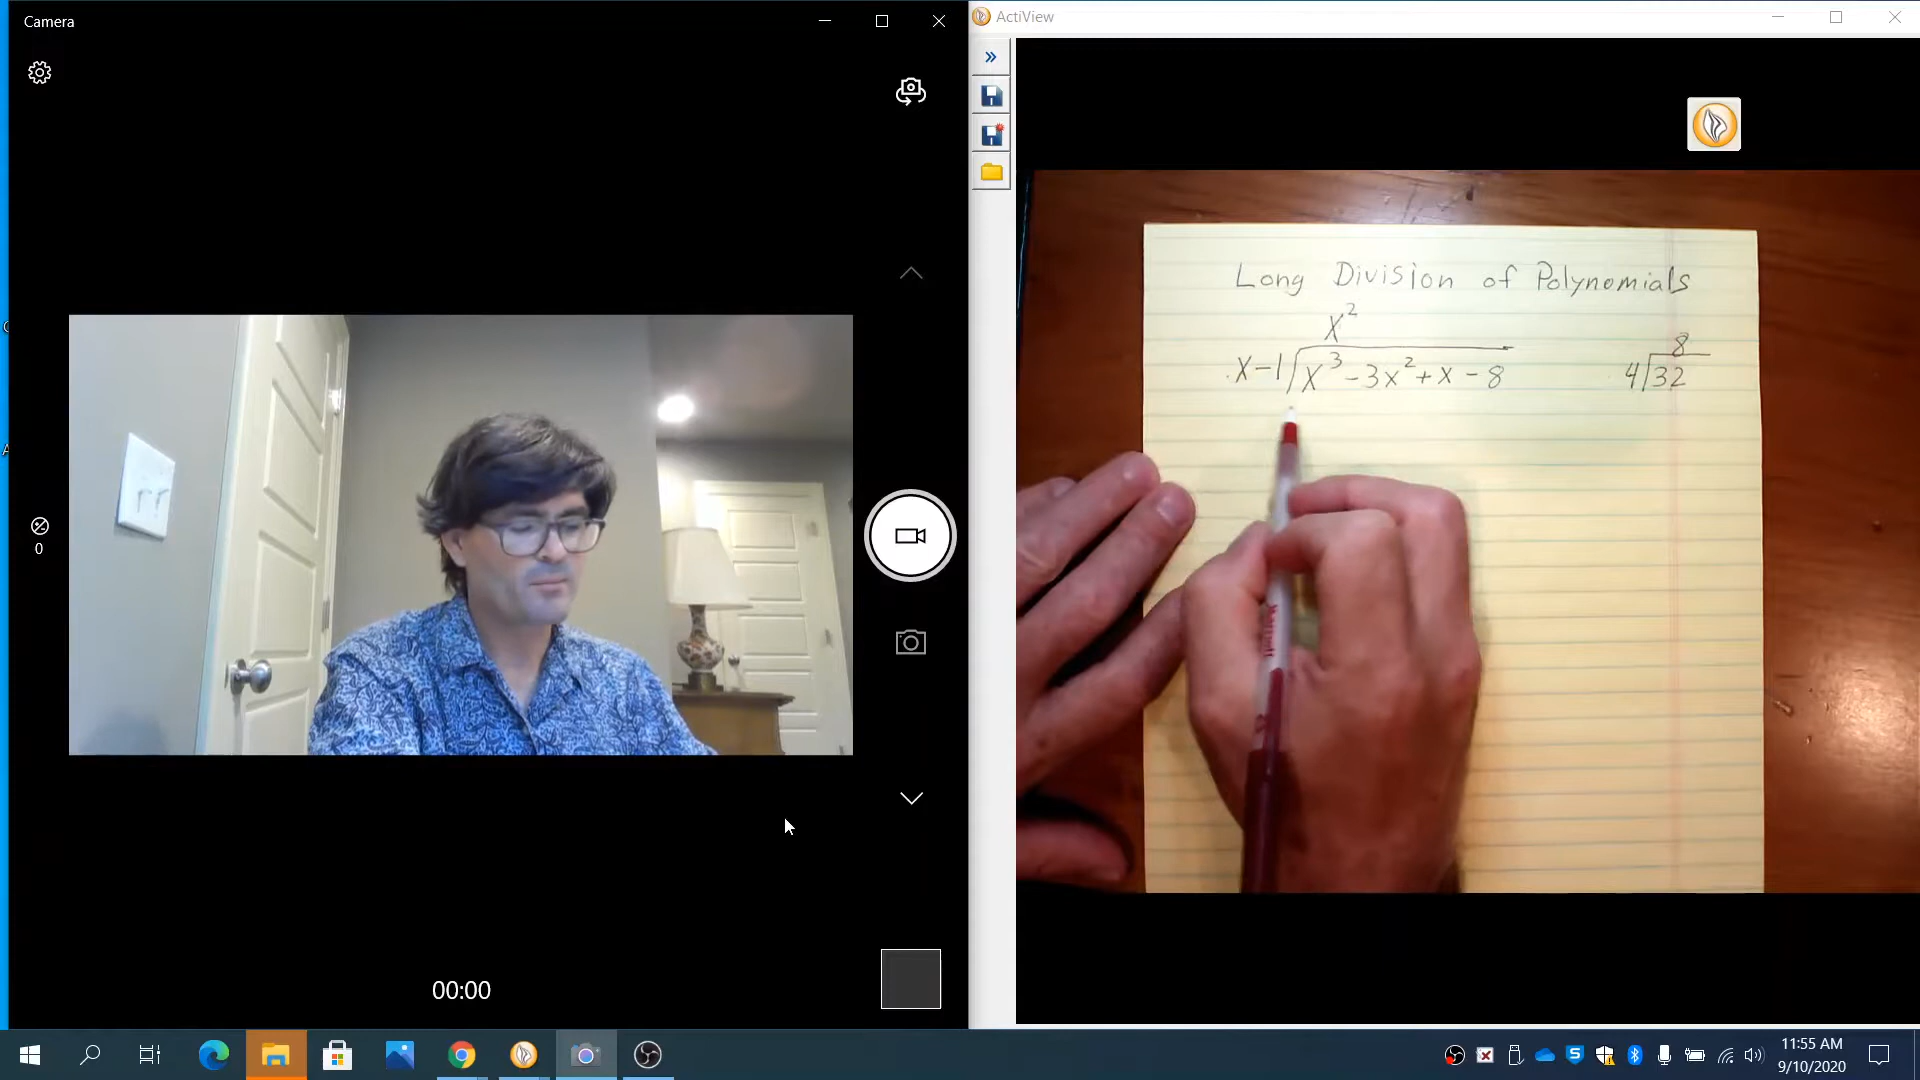 Camera
ActiView
0
00:00
Long Division of Polynomials
x²
x-1 x³-3x²+x-8
8
4 32
11:55 AM
9/10/2020